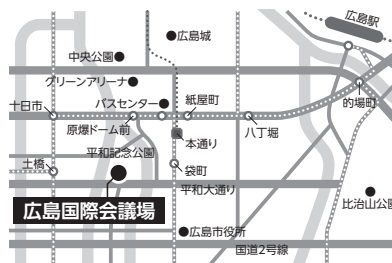 広島駅
広島城
中央公園
グリーンアリーナ
バスセンター
紙屋町
十日市
的場町
原爆ドーム前
本通り
八丁堀
平和記念公園
土橋
袋町
平和大通り
比治山公園
広島国際会議場
広島市役所
国道2号線